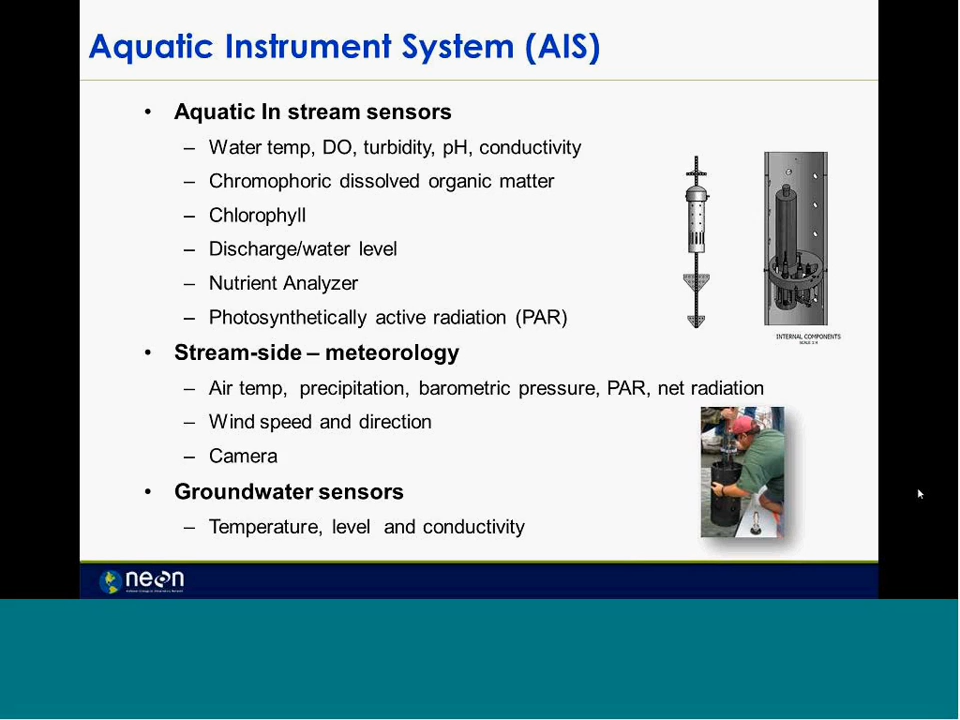 Aquatic Instrument System (AIS)
• Aquatic In stream sensors
– Water temp, DO, turbidity, pH, conductivity
– Chromophoric dissolved organic matter
– Chlorophyll
– Discharge/water level
– Nutrient Analyzer
– Photosynthetically active radiation (PAR)
INTERNAL COMPONENTS
• Stream-side – meteorology
– Air temp, precipitation, barometric pressure, PAR, net radiation
– Wind speed and direction
– Camera
• Groundwater sensors
– Temperature, level and conductivity
neon